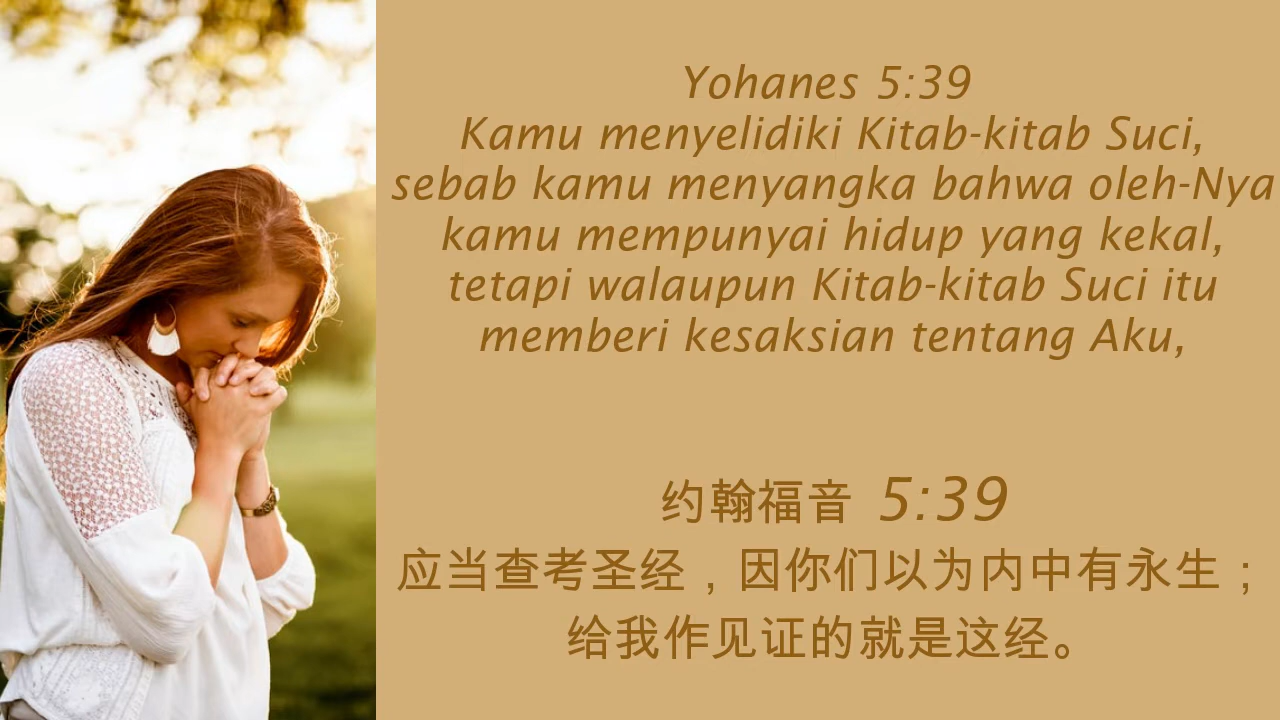 Yohanes 5:39
Kamu menyelidiki Kitab-kitab Suci,
sebab kamu menyangka bahwa oleh-Nya
kamu mempunyai hidup yang kekal,
tetapi walaupun Kitab-kitab Suci itu
memberi kesaksian tentang Aku,
约翰福音 5:39
应当查考圣经，因你们以为内中有永生；
给我作见证的就是这经。